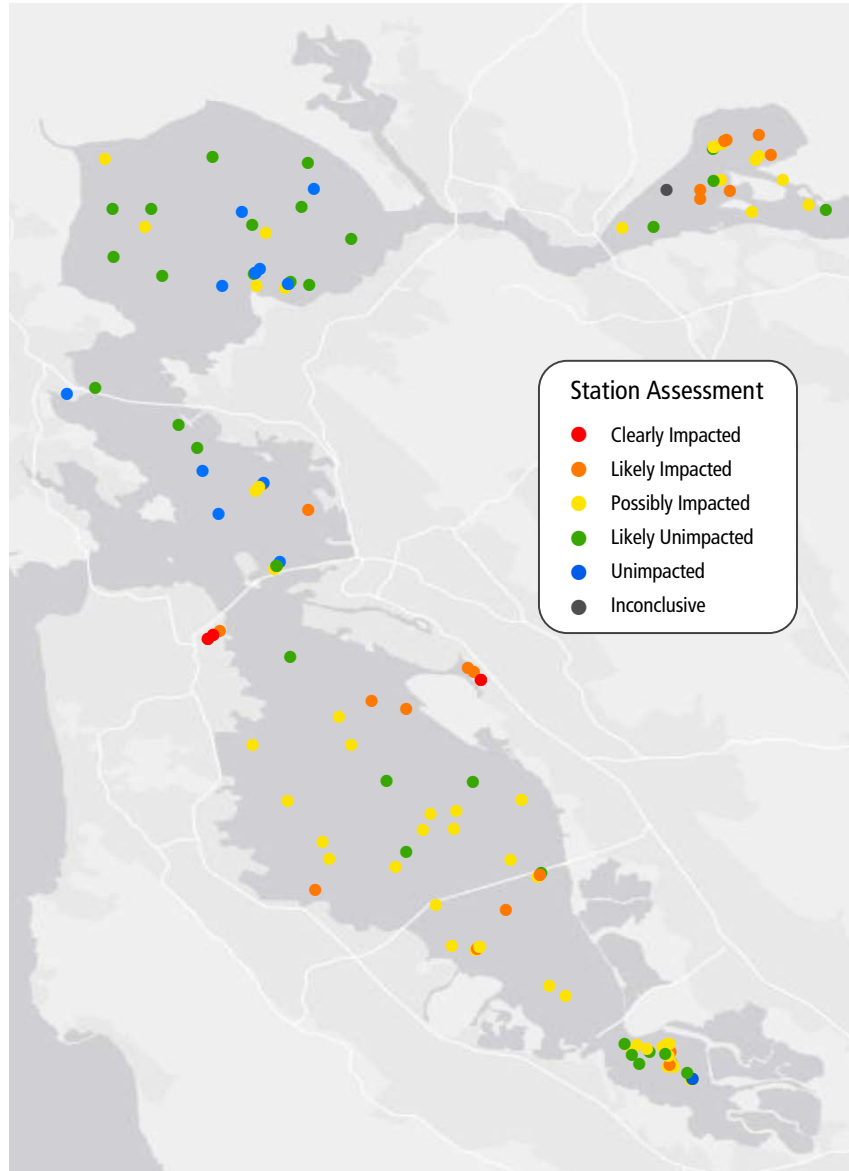 Station Assessment
Clearly Impacted
Likely Impacted
Possibly Impacted
Likely Unimpacted
Unimpacted
Inconclusive